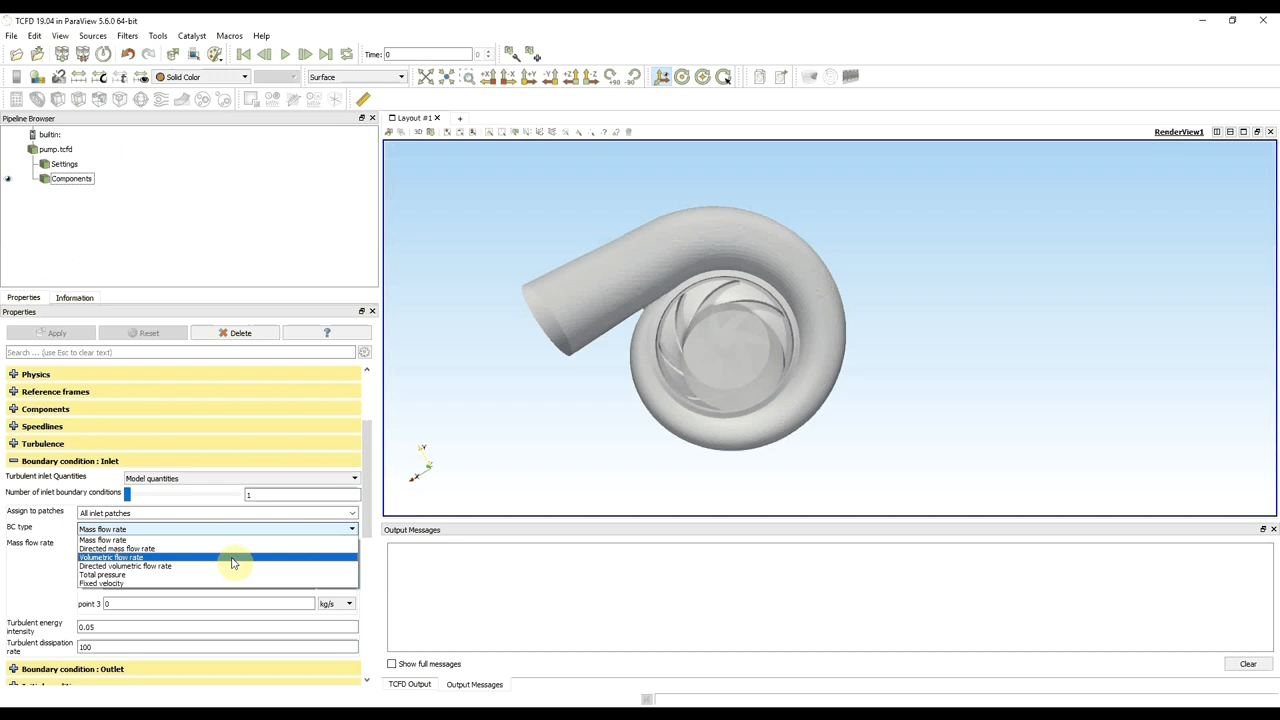 TCFD 19.04 in ParaView 5.6.0 64-bit
File Edit View Sources Filters Tools Catalyst Macros Help
Time: 0 0
Solid Color Surface
Pipeline Browser
builtin:
pump.tcfd
Settings
Components
Layout #1
3D
RenderView1
Properties Information
Properties
Apply Reset Delete ?
Search ... (use Esc to clear text)
Physics
Reference frames
Components
Speedlines
Turbulence
Boundary condition : Inlet
Turbulent inlet Quantities Model quantities
Number of inlet boundary conditions 1
Assign to patches All inlet patches
BC type Mass flow rate
Mass flow rate
Directed mass flow rate
Volumetric flow rate
Directed volumetric flow rate
Total pressure
Fixed velocity
Mass flow rate
point 3 0 kg/s
Turbulent energy intensity 0.05
Turbulent dissipation rate 100
Boundary condition : Outlet
Output Messages
Show full messages
Clear
TCFD Output Output Messages